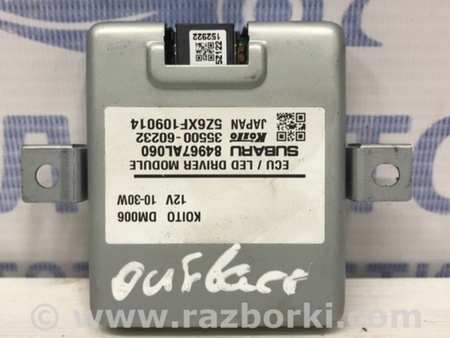 152922
52122
ECU / LED DRIVER MODULE
SUBARU 84967AL060
KOITO 35500-60232
JAPAN 5Z6XF109014
KOITO DM006
12V 10-30W
outback
www.razborki.com